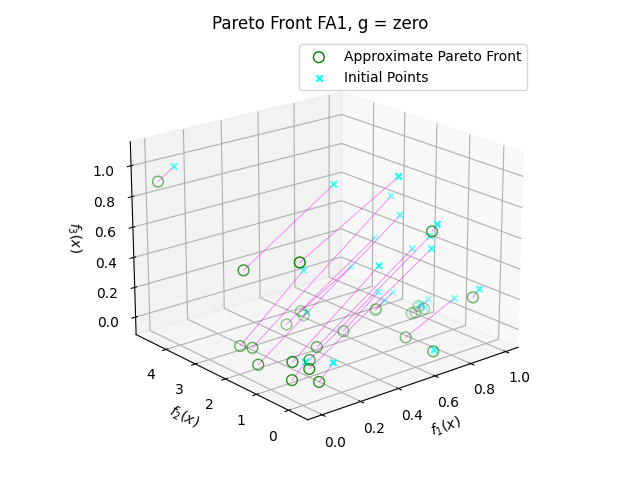 Pareto Front FA1, g = zero
Approximate Pareto Front
Initial Points
1.0
0.8
0.6
0.4
0.2
0.0
f₃(x)
4
3
2
1
0
f₂(x)
0.0
0.2
0.4
0.6
0.8
1.0
f₁(x)